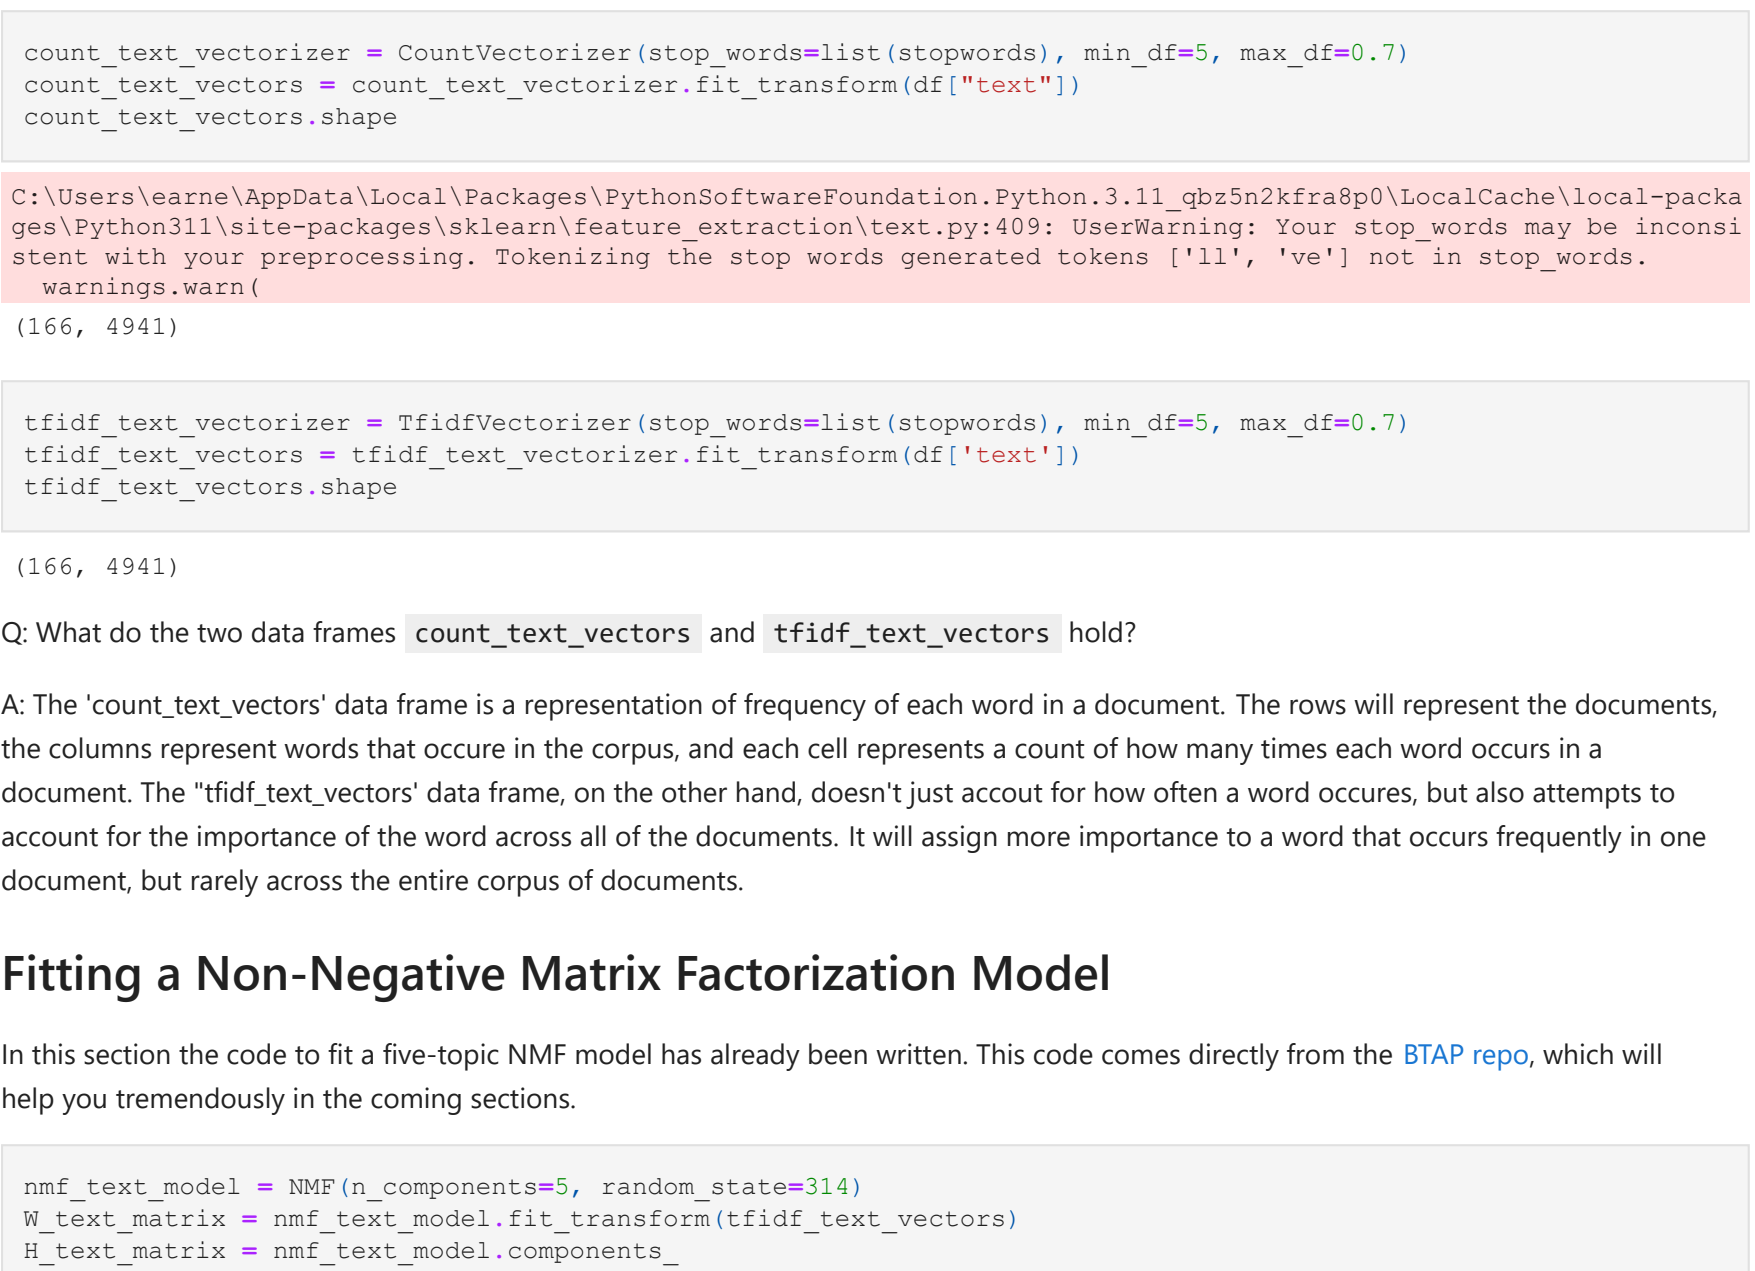 count_text_vectorizer = CountVectorizer(stop_words=list(stopwords), min_df=5, max_df=0.7)
count_text_vectors = count_text_vectorizer.fit_transform(df["text"])
count_text_vectors.shape
C:\Users\earne\AppData\Local\Packages\PythonSoftwareFoundation.Python.3.11_qbz5n2kfra8p0\LocalCache\local-packa
ges\Python311\site-packages\sklearn\feature_extraction\text.py:409: UserWarning: Your stop_words may be inconsi
stent with your preprocessing. Tokenizing the stop words generated tokens ['ll', 've'] not in stop_words.
  warnings.warn(
(166, 4941)
tfidf_text_vectorizer = TfidfVectorizer(stop_words=list(stopwords), min_df=5, max_df=0.7)
tfidf_text_vectors = tfidf_text_vectorizer.fit_transform(df['text'])
tfidf_text_vectors.shape
(166, 4941)
Q: What do the two data frames count_text_vectors and tfidf_text_vectors hold?
A: The 'count_text_vectors' data frame is a representation of frequency of each word in a document. The rows will represent the documents,
the columns represent words that occure in the corpus, and each cell represents a count of how many times each word occurs in a
document. The "tfidf_text_vectors' data frame, on the other hand, doesn't just accout for how often a word occures, but also attempts to
account for the importance of the word across all of the documents. It will assign more importance to a word that occurs frequently in one
document, but rarely across the entire corpus of documents.
Fitting a Non-Negative Matrix Factorization Model
In this section the code to fit a five-topic NMF model has already been written. This code comes directly from the BTAP repo, which will
help you tremendously in the coming sections.
nmf_text_model = NMF(n_components=5, random_state=314)
W_text_matrix = nmf_text_model.fit_transform(tfidf_text_vectors)
H_text_matrix = nmf_text_model.components_